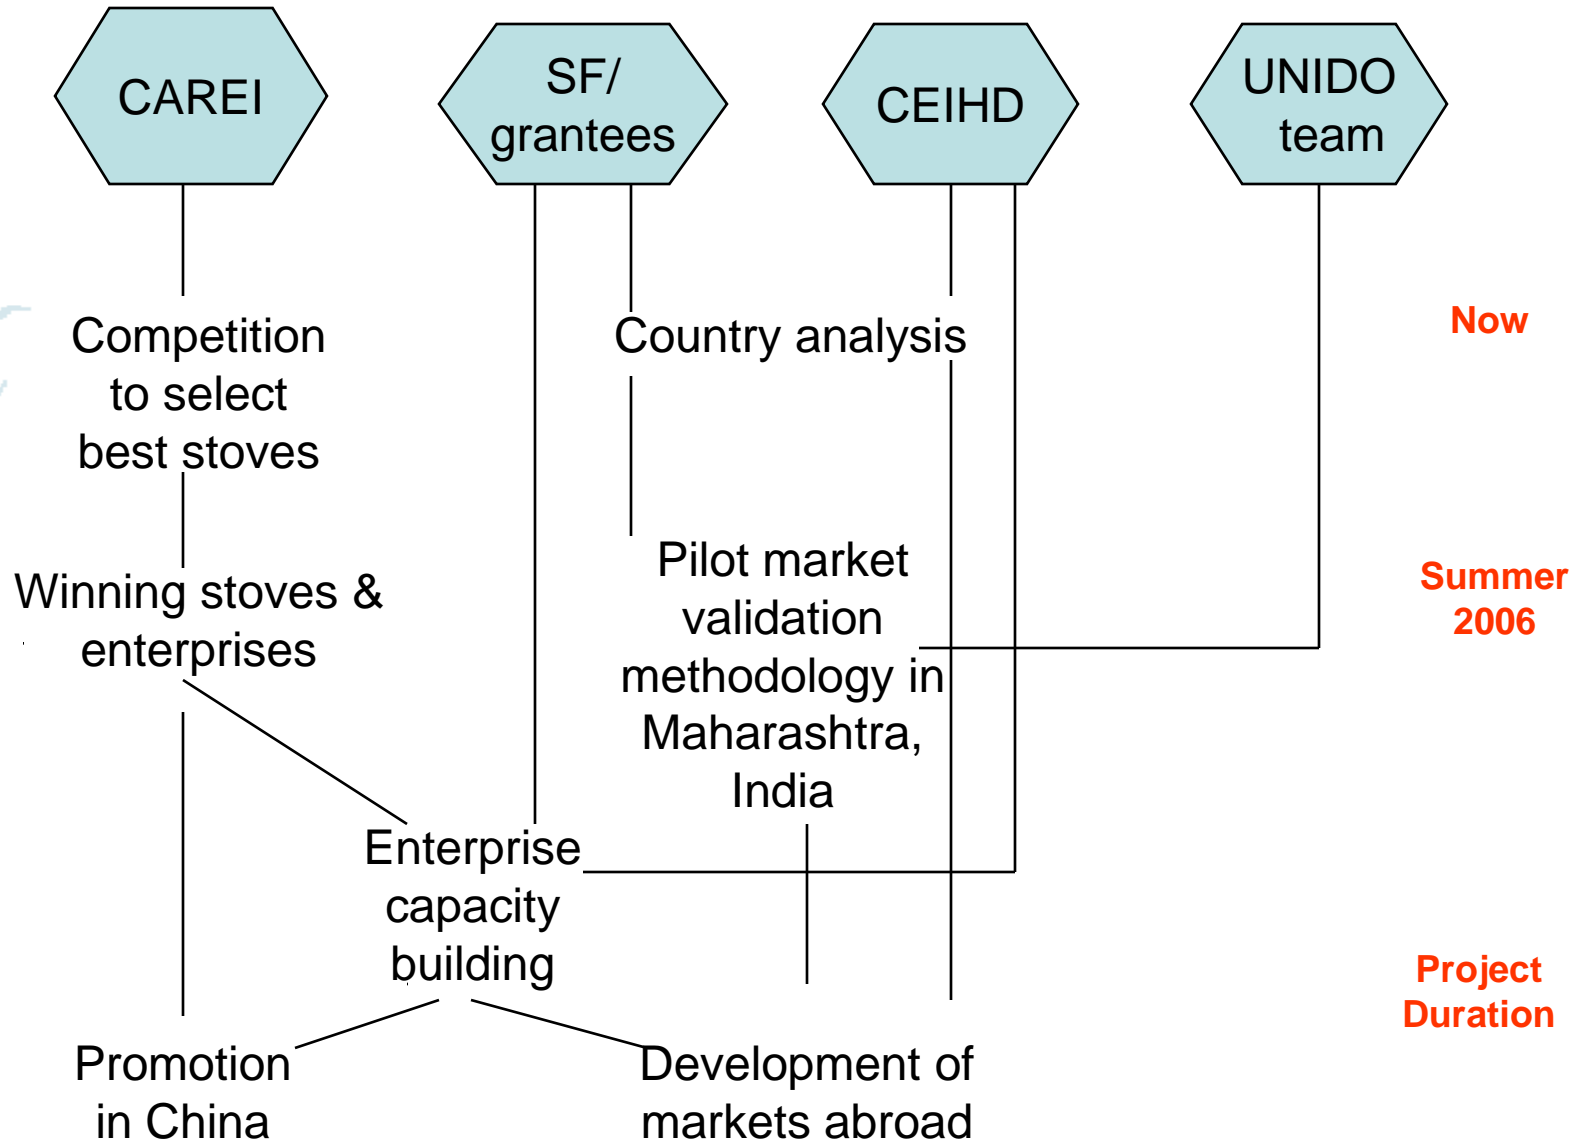 CAREI
SF/
grantees
CEIHD
UNIDO
team
Competition
to select
best stoves
Country analysis
Now
Winning stoves &
enterprises
Pilot market
validation
methodology in
Maharashtra,
India
Summer
2006
Enterprise
capacity
building
Project
Duration
Promotion
in China
Development of
markets abroad